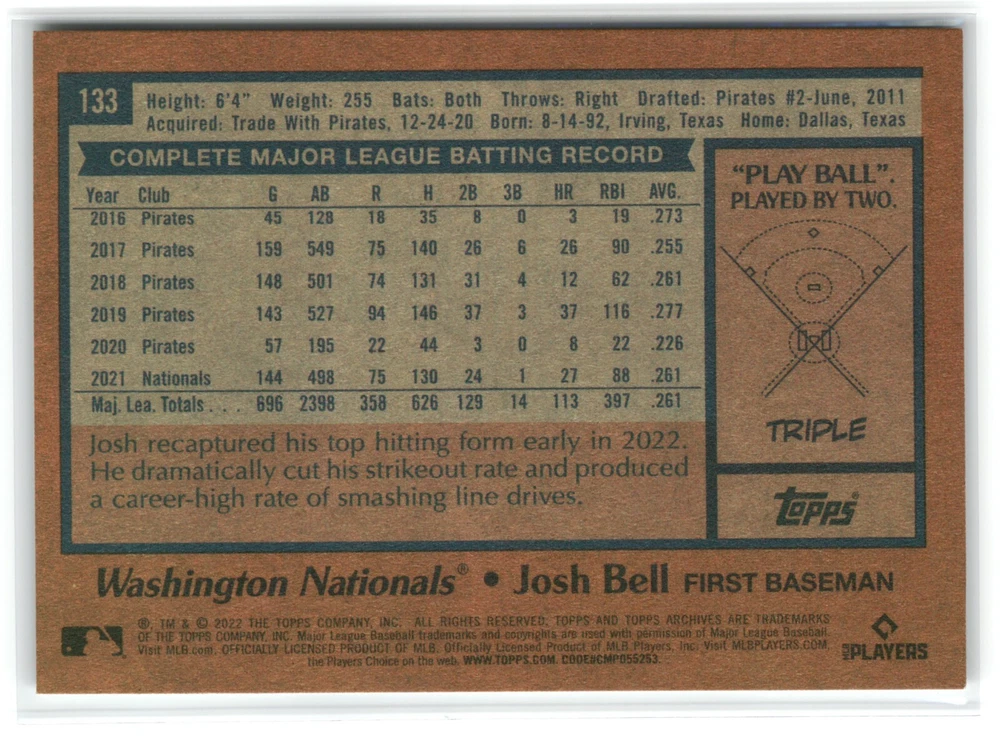 133
Height: 6'4" Weight: 255 Bats: Both Throws: Right Drafted: Pirates #2-June, 2011
Acquired: Trade With Pirates, 12-24-20 Born: 8-14-92, Irving, Texas Home: Dallas, Texas
COMPLETE MAJOR LEAGUE BATTING RECORD
Year Club G AB R H 2B 3B HR RBI AVG.
2016 Pirates 45 128 18 35 8 0 3 19 .273
2017 Pirates 159 549 75 140 26 6 26 90 .255
2018 Pirates 148 501 74 131 31 4 12 62 .261
2019 Pirates 143 527 94 146 37 3 37 116 .277
2020 Pirates 57 195 22 44 3 0 8 22 .226
2021 Nationals 144 498 75 130 24 1 27 88 .261
Maj. Lea. Totals . . . 696 2398 358 626 129 14 113 397 .261
Josh recaptured his top hitting form early in 2022.
He dramatically cut his strikeout rate and produced
a career-high rate of smashing line drives.
"PLAY BALL".
PLAYED BY TWO.
TRIPLE
Topps®
Washington Nationals® • Josh Bell FIRST BASEMAN
®, TM & © 2022 THE TOPPS COMPANY, INC. ALL RIGHTS RESERVED. TOPPS AND TOPPS ARCHIVES ARE TRADEMARKS
OF THE TOPPS COMPANY, INC. Major League Baseball trademarks and copyrights are used with permission of Major League Baseball.
Visit MLB.com. OFFICIALLY LICENSED PRODUCT OF MLB. Officially Licensed Product of MLB Players, Inc. Visit MLBPLAYERS.COM,
the Players Choice on the web. WWW.TOPPS.COM. CODE#CMP055253.
MLB PLAYERS